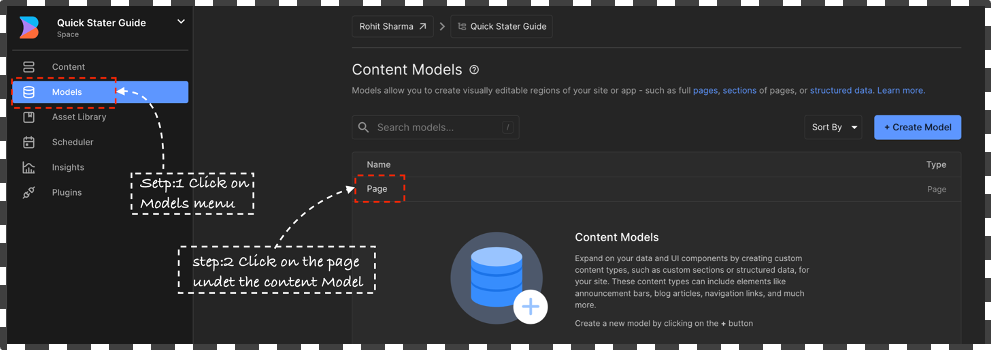 Quick Stater Guide
Space
Content
Models
Asset Library
Scheduler
Insights
Plugins
Setp:1 Click on
Models menu
step:2 Click on the page
undet the content Model
Rohit Sharma
Quick Stater Guide
Content Models
Models allow you to create visually editable regions of your site or app - such as full pages, sections of pages, or structured data. Learn more.
Search models... /
Sort By
+ Create Model
Name Type
Page Page
Content Models
Expand on your data and UI components by creating custom
content types, such as custom sections or structured data, for
your site. These content types can include elements like
announcement bars, blog articles, navigation links, and much
more.
Create a new model by clicking on the + button